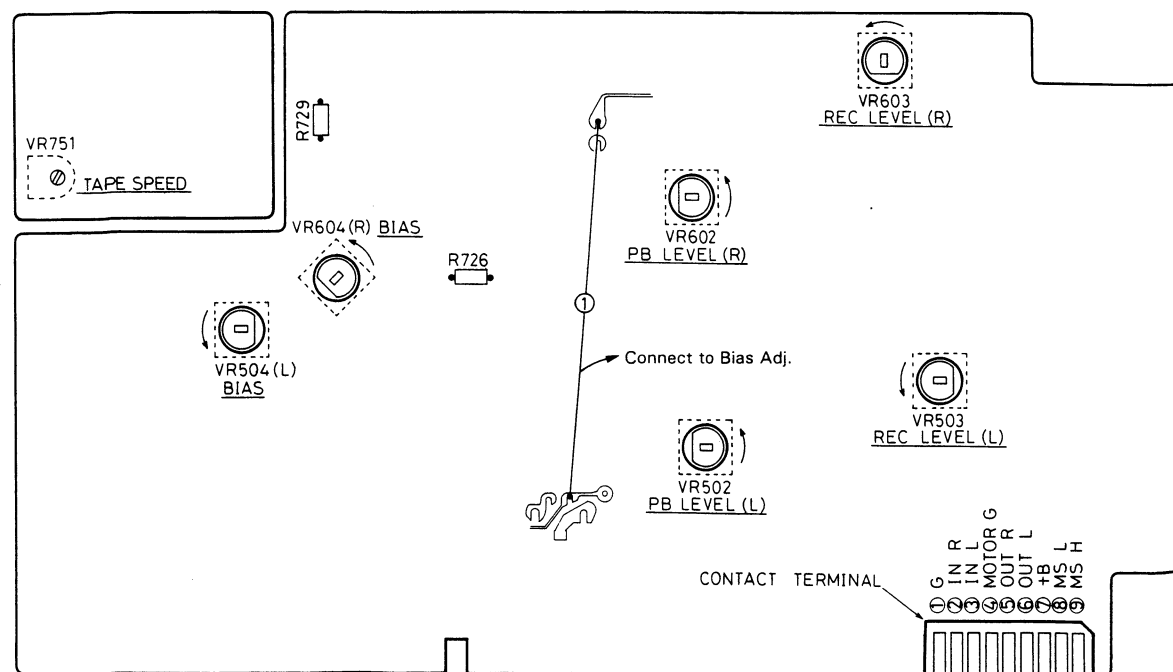 VR603
REC LEVEL (R)
R729
VR751
TAPE SPEED
VR602
PB LEVEL (R)
VR604 (R) BIAS
R726
①
VR504 (L)
BIAS
Connect to Bias Adj.
VR503
REC LEVEL (L)
VR502
PB LEVEL (L)
CONTACT TERMINAL
① G
② IN R
③ IN L
④ MOTOR G
⑤ OUT R
⑥ OUT L
⑦ +B
⑧ MS L
⑨ MS H